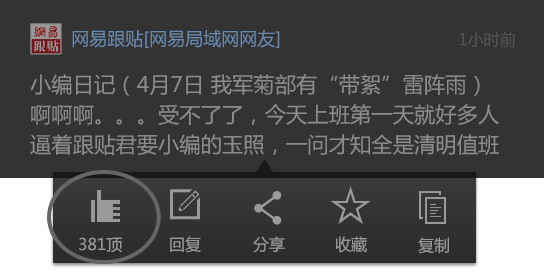 网易
跟贴
网易跟贴[网易局域网网友]
1小时前
小编日记（4月7日 我军菊部有“带絮”雷阵雨）
啊啊啊。。。受不了了，今天上班第一天就好多人
逼着跟贴君要小编的玉照，一问才知全是清明值班
381顶
回复
分享
收藏
复制